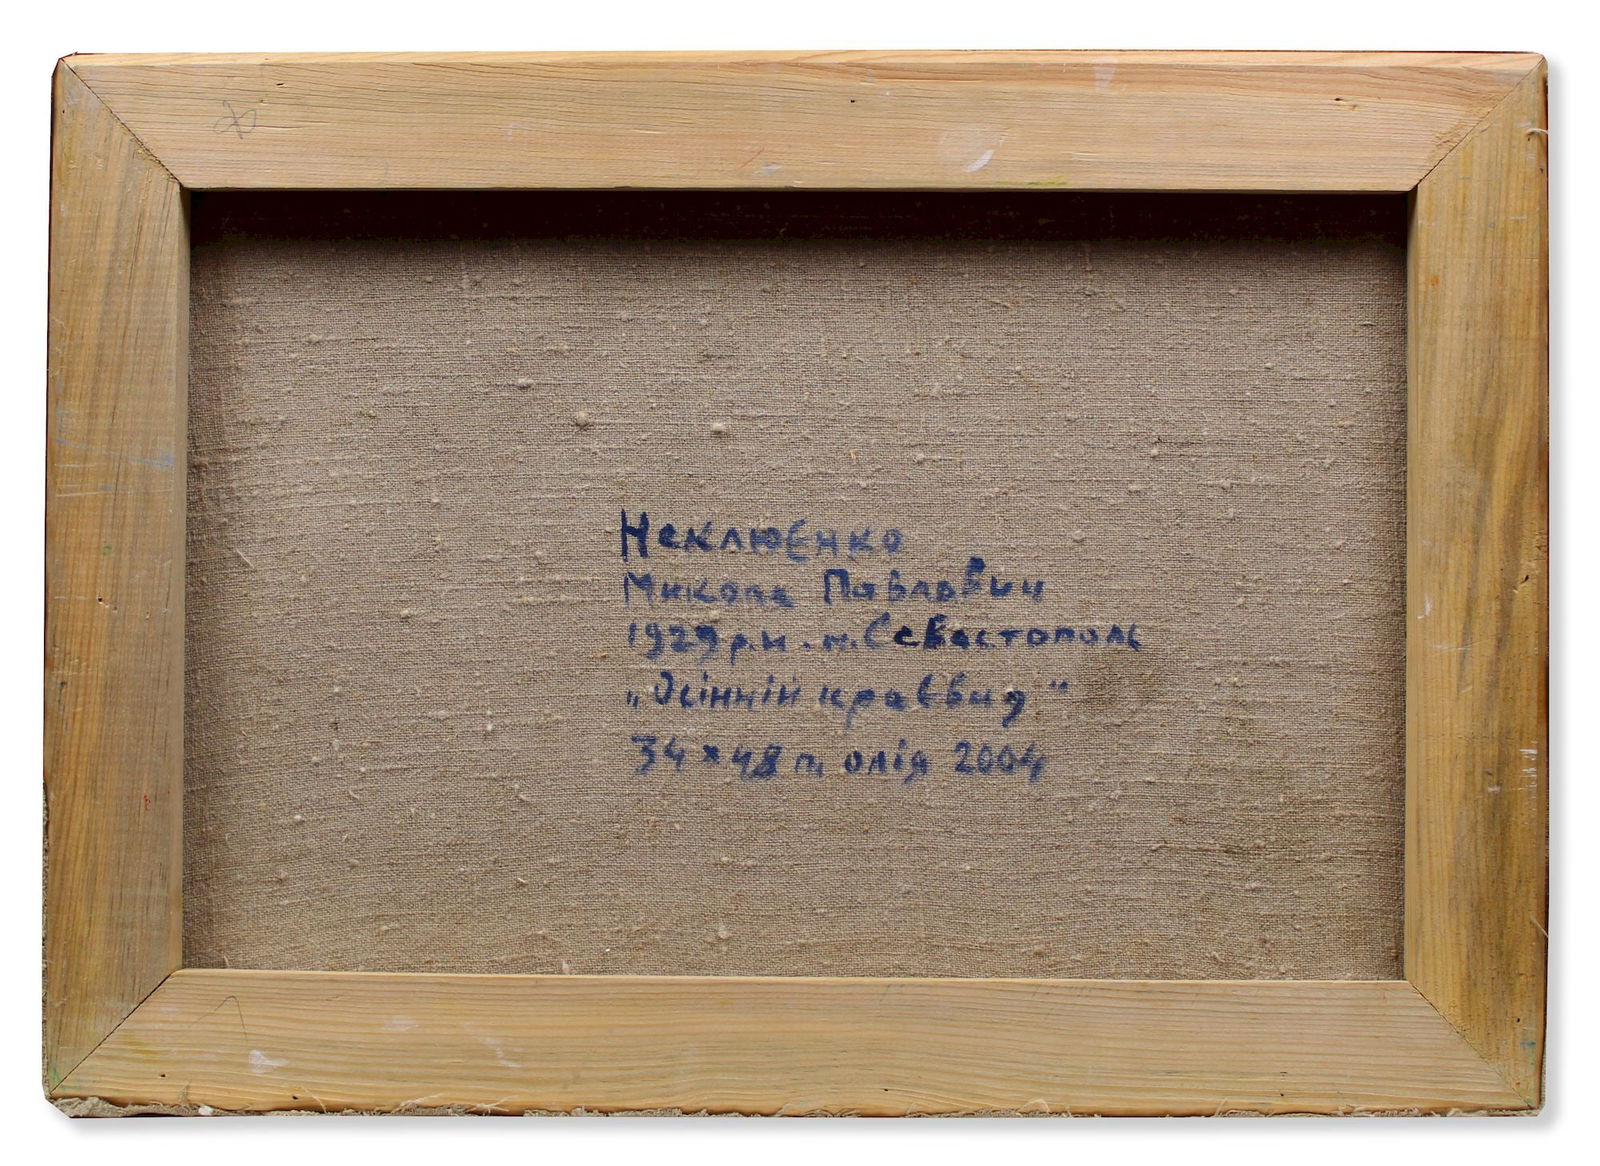 Неклюенко
Микола Павлович
1929 р.н. м. Севастополь
„Осінній краєвид"
34×48 п, олія 2004